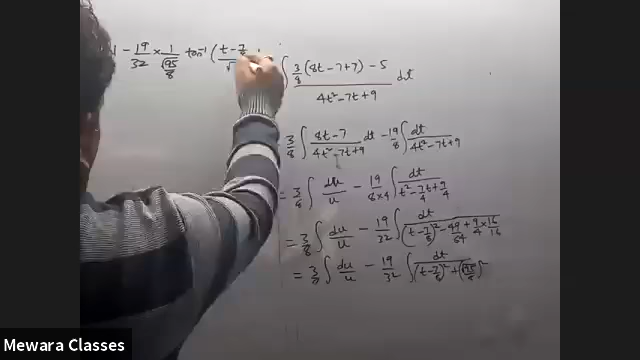 - 19/32 × 1/(√95/8) tan⁻¹ (t - 7/8
∫ (3/8 (8t - 7 + 7) - 5)/(4t² - 7t + 9) dt
= 3/8 ∫ (8t - 7)/(4t² - 7t + 9) dt - 19/8 ∫ dt/(4t² - 7t + 9)
= 3/8 ∫ du/u - 19/(8×4) ∫ dt/(t² - 7/4 t + 9/4)
= 3/8 ∫ du/u - 19/32 ∫ dt/((t - 7/8)² - 49/64 + 9/4 × 16/16)
= 3/8 ∫ du/u - 19/32 ∫ dt/((t - 7/8)² + (√95/8)²)
Mewara Classes